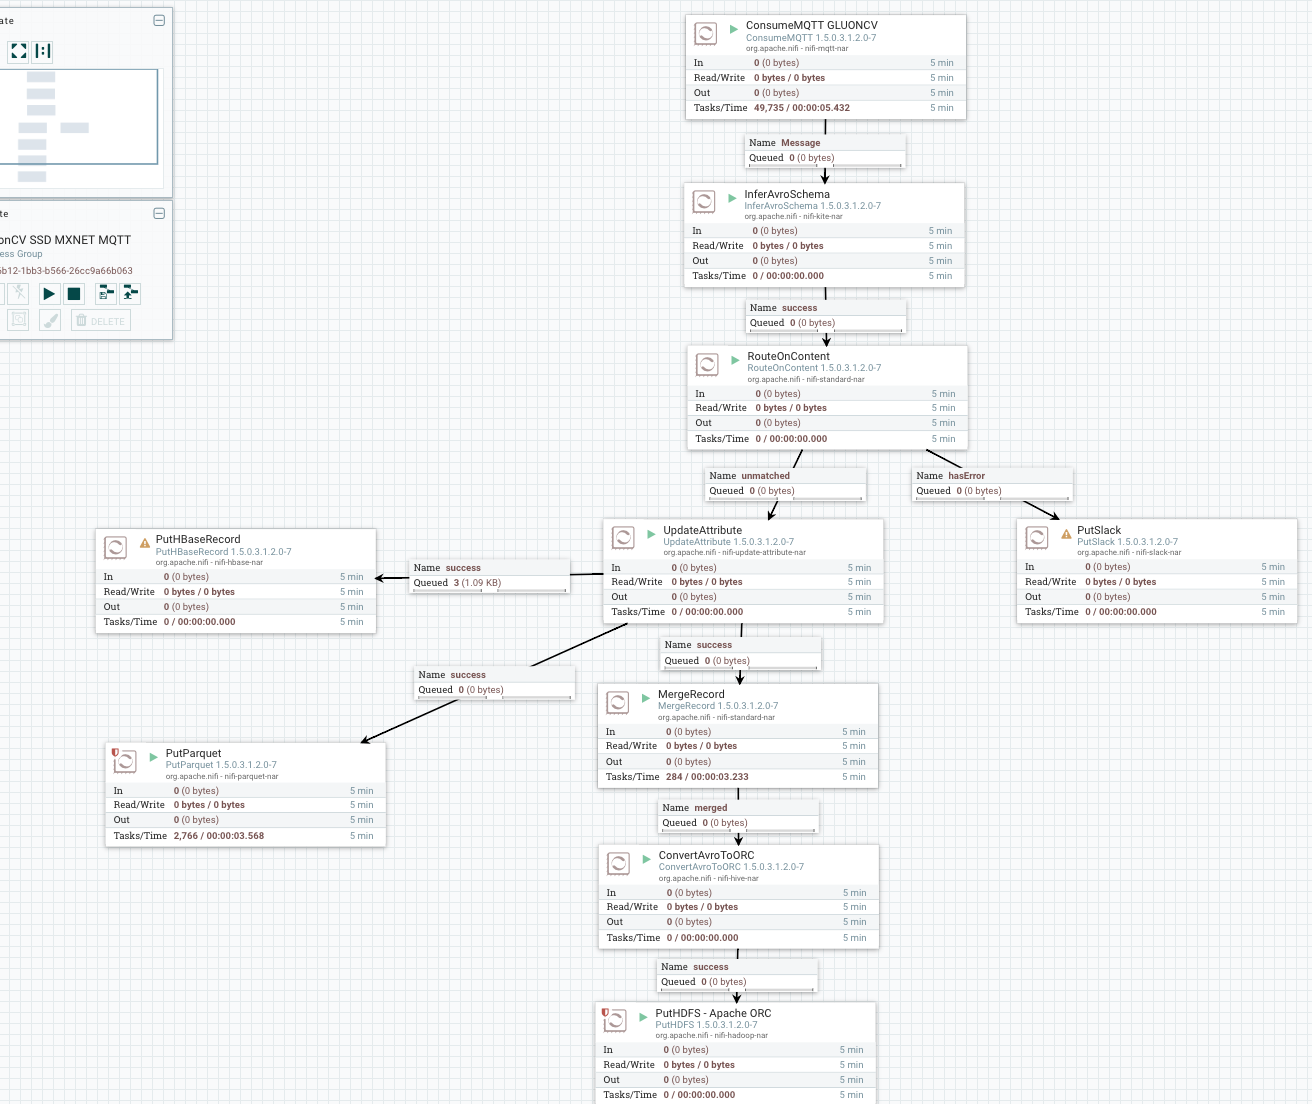 ate
te
onCV SSD MXNET MQTT
ess Group
6b12-1bb3-b566-26cc9a66b063
DELETE
ConsumeMQTT GLUONCV
ConsumeMQTT 1.5.0.3.1.2.0-7
org.apache.nifi - nifi-mqtt-nar
In 0 (0 bytes) 5 min
Read/Write 0 bytes / 0 bytes 5 min
Out 0 (0 bytes) 5 min
Tasks/Time 49,735 / 00:00:05.432 5 min
Name Message
Queued 0 (0 bytes)
InferAvroSchema
InferAvroSchema 1.5.0.3.1.2.0-7
org.apache.nifi - nifi-kite-nar
In 0 (0 bytes) 5 min
Read/Write 0 bytes / 0 bytes 5 min
Out 0 (0 bytes) 5 min
Tasks/Time 0 / 00:00:00.000 5 min
Name success
Queued 0 (0 bytes)
RouteOnContent
RouteOnContent 1.5.0.3.1.2.0-7
org.apache.nifi - nifi-standard-nar
In 0 (0 bytes) 5 min
Read/Write 0 bytes / 0 bytes 5 min
Out 0 (0 bytes) 5 min
Tasks/Time 0 / 00:00:00.000 5 min
Name unmatched
Queued 0 (0 bytes)
Name hasError
Queued 0 (0 bytes)
PutHBaseRecord
PutHBaseRecord 1.5.0.3.1.2.0-7
org.apache.nifi - nifi-hbase-nar
In 0 (0 bytes) 5 min
Read/Write 0 bytes / 0 bytes 5 min
Out 0 (0 bytes) 5 min
Tasks/Time 0 / 00:00:00.000 5 min
Name success
Queued 3 (1.09 KB)
UpdateAttribute
UpdateAttribute 1.5.0.3.1.2.0-7
org.apache.nifi - nifi-update-attribute-nar
In 0 (0 bytes) 5 min
Read/Write 0 bytes / 0 bytes 5 min
Out 0 (0 bytes) 5 min
Tasks/Time 0 / 00:00:00.000 5 min
PutSlack
PutSlack 1.5.0.3.1.2.0-7
org.apache.nifi - nifi-slack-nar
In 0 (0 bytes) 5 min
Read/Write 0 bytes / 0 bytes 5 min
Out 0 (0 bytes) 5 min
Tasks/Time 0 / 00:00:00.000 5 min
Name success
Queued 0 (0 bytes)
Name success
Queued 0 (0 bytes)
PutParquet
PutParquet 1.5.0.3.1.2.0-7
org.apache.nifi - nifi-parquet-nar
In 0 (0 bytes) 5 min
Read/Write 0 bytes / 0 bytes 5 min
Out 0 (0 bytes) 5 min
Tasks/Time 2,766 / 00:00:03.568 5 min
MergeRecord
MergeRecord 1.5.0.3.1.2.0-7
org.apache.nifi - nifi-standard-nar
In 0 (0 bytes) 5 min
Read/Write 0 bytes / 0 bytes 5 min
Out 0 (0 bytes) 5 min
Tasks/Time 284 / 00:00:03.233 5 min
Name merged
Queued 0 (0 bytes)
ConvertAvroToORC
ConvertAvroToORC 1.5.0.3.1.2.0-7
org.apache.nifi - nifi-hive-nar
In 0 (0 bytes) 5 min
Read/Write 0 bytes / 0 bytes 5 min
Out 0 (0 bytes) 5 min
Tasks/Time 0 / 00:00:00.000 5 min
Name success
Queued 0 (0 bytes)
PutHDFS - Apache ORC
PutHDFS 1.5.0.3.1.2.0-7
org.apache.nifi - nifi-hadoop-nar
In 0 (0 bytes) 5 min
Read/Write 0 bytes / 0 bytes 5 min
Out 0 (0 bytes) 5 min
Tasks/Time 0 / 00:00:00.000 5 min